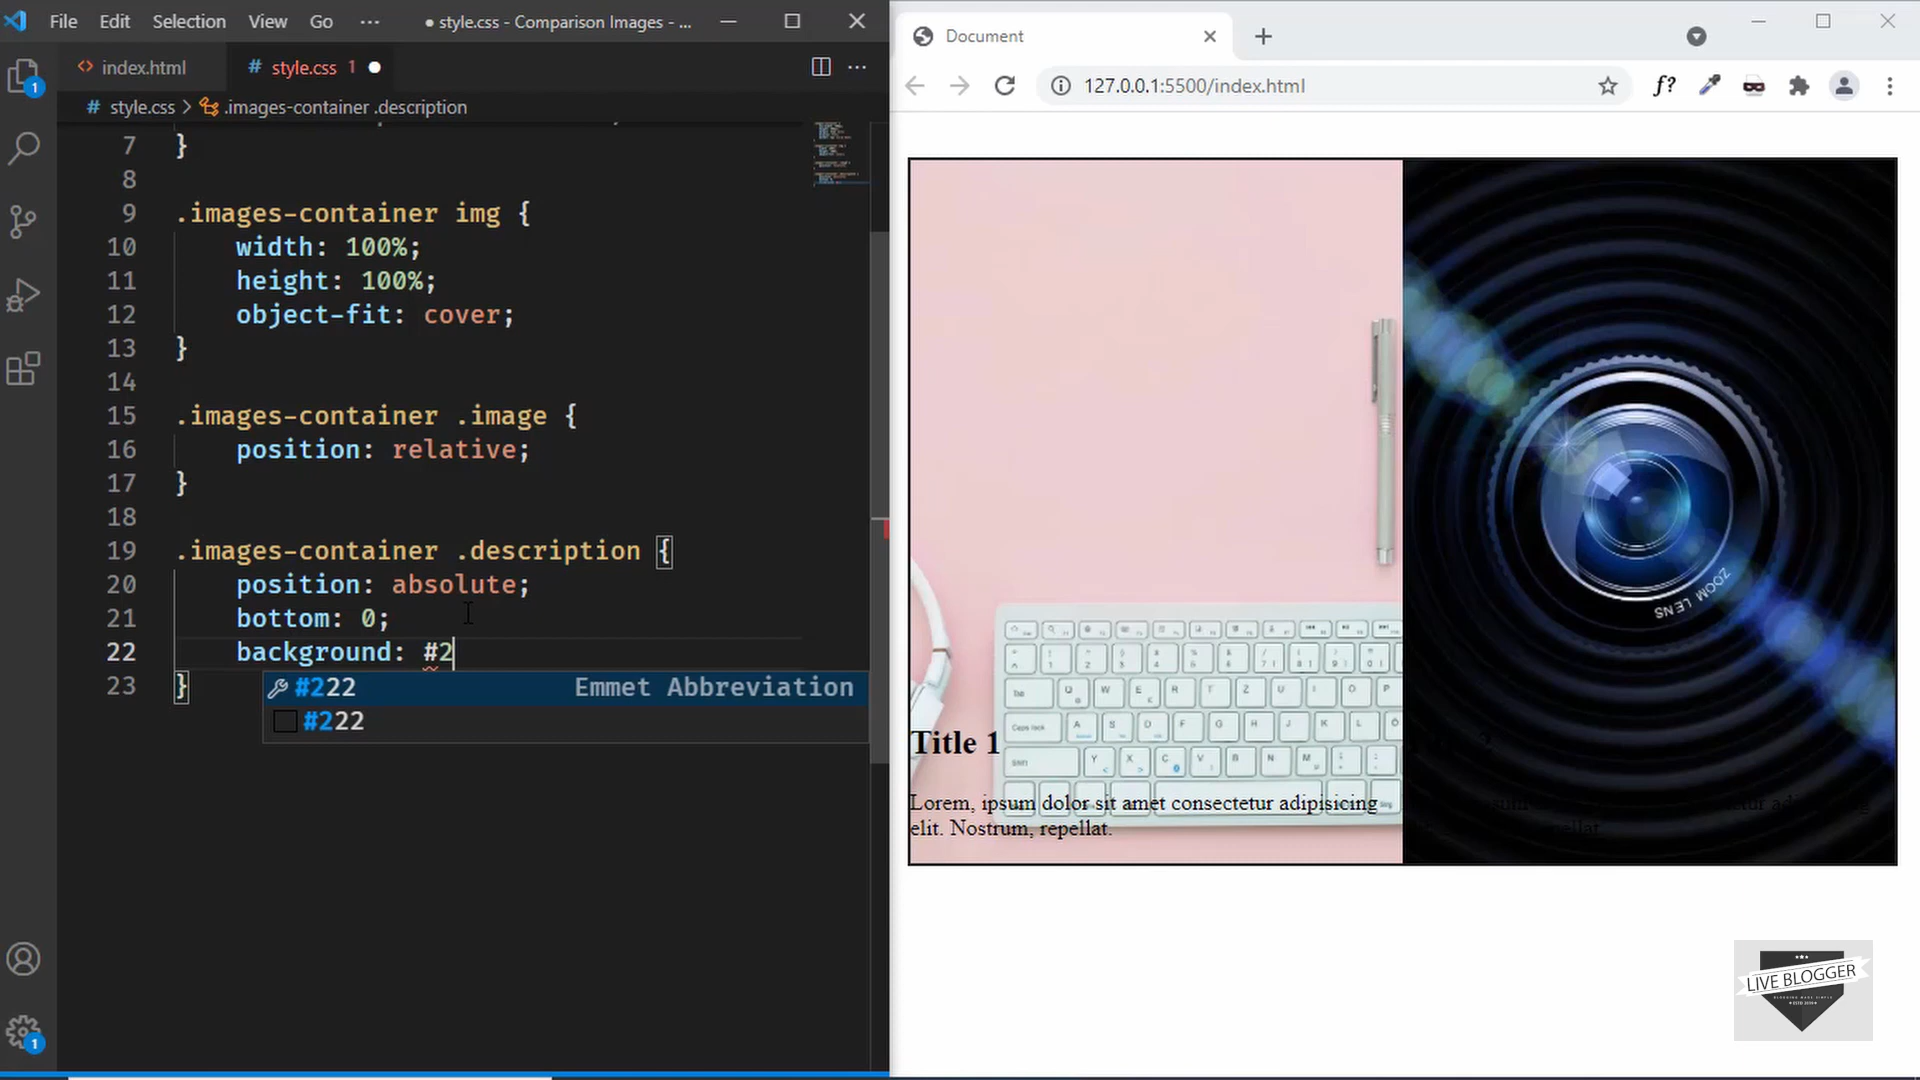 File Edit Selection View Go ··· ● style.css - Comparison Images - ...
index.html # style.css 1
# style.css > .images-container .description
7 }
8
9 .images-container img {
10 width: 100%;
11 height: 100%;
12 object-fit: cover;
13 }
14
15 .images-container .image {
16 position: relative;
17 }
18
19 .images-container .description {
20 position: absolute;
21 bottom: 0;
22 background: #2
23 }
#222 Emmet Abbreviation
#222
1
1
Document
127.0.0.1:5500/index.html
f?
ZOOM LENS
Title 1
Lorem, ipsum dolor sit amet consectetur adipisicing
elit. Nostrum, repellat.
LIVE BLOGGER